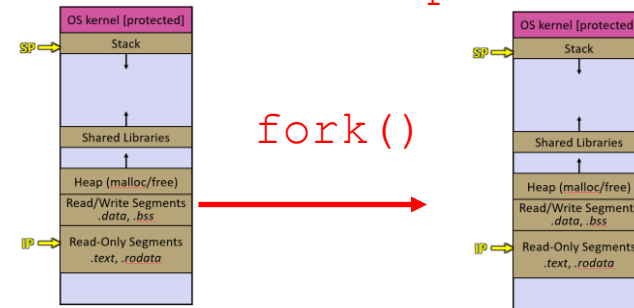 OS kernel [protected]
SP
Stack
Shared Libraries
Heap (malloc/free)
Read/Write Segments
.data, .bss
IP
Read-Only Segments
.text, .rodata
fork()
OS kernel [protected
SP
Stack
Shared Libraries
Heap (malloc/free)
Read/Write Segment
.data, .bss
IP
Read-Only Segments
.text, .rodata